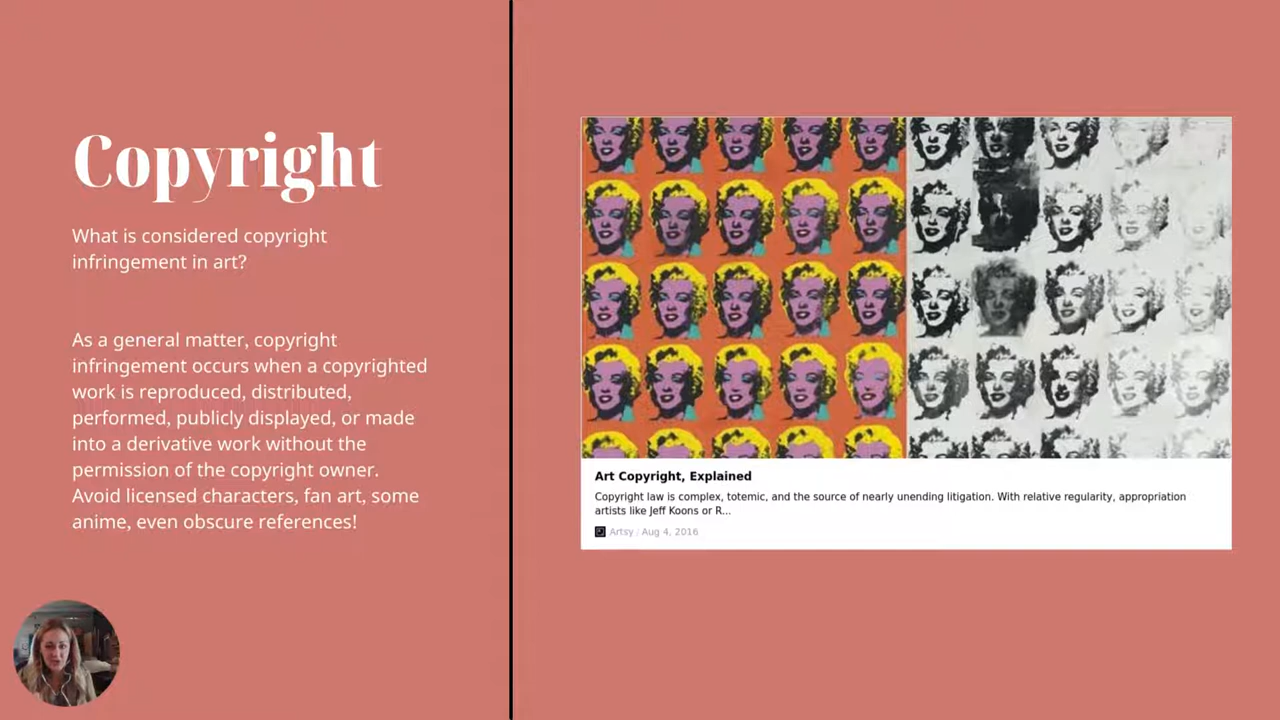 Copyright
What is considered copyright
infringement in art?
As a general matter, copyright
infringement occurs when a copyrighted
work is reproduced, distributed,
performed, publicly displayed, or made
into a derivative work without the
permission of the copyright owner.
Avoid licensed characters, fan art, some
anime, even obscure references!
Art Copyright, Explained
Copyright law is complex, totemic, and the source of nearly unending litigation. With relative regularity, appropriation
artists like Jeff Koons or R...
Artsy | Aug 4, 2016